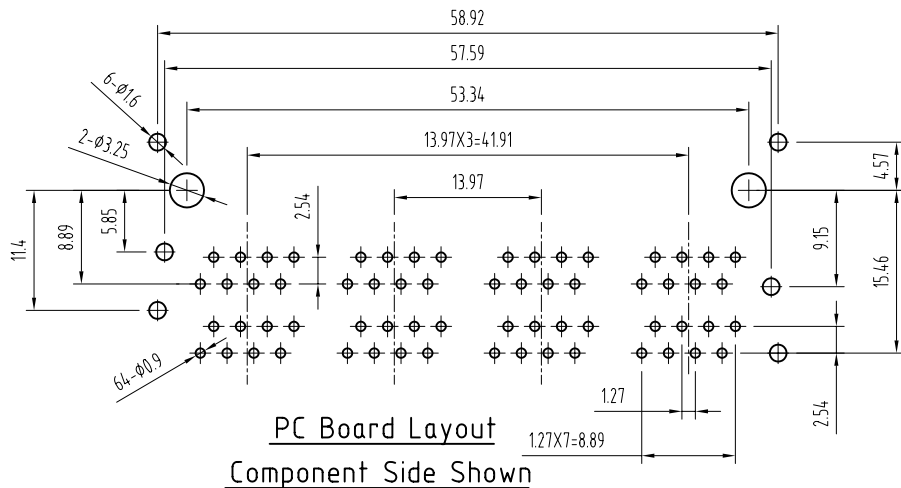 58.92
57.59
6-Ø1.6
53.34
2-Ø3.25
13.97X3=41.91
4.57
13.97
2.54
5.85
8.89
11.4
9.15
15.46
64-Ø0.9
1.27
2.54
PC Board Layout
1.27X7=8.89
Component Side Shown